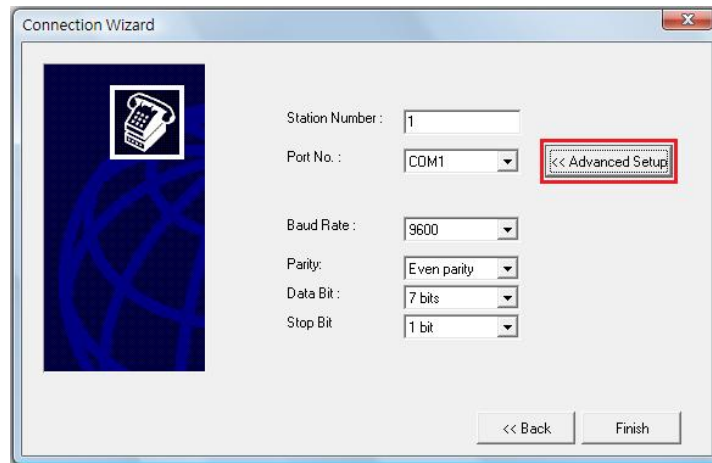 Connection Wizard
x
Station Number :
1
Port No. :
COM1
<< Advanced Setup
Baud Rate :
9600
Parity:
Even parity
Data Bit :
7 bits
Stop Bit
1 bit
<< Back
Finish